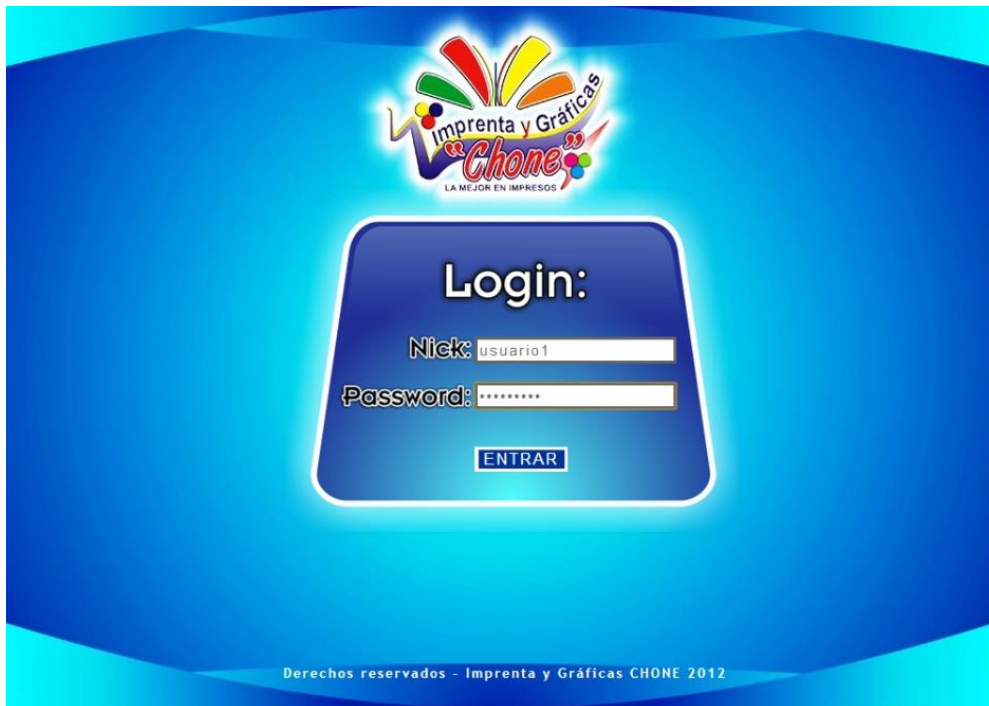 Imprenta y Gráficas
"Chone"
LA MEJOR EN IMPRESOS
Login:
Nick: usuario1
Password: •••••••••
ENTRAR
Derechos reservados - Imprenta y Gráficas CHONE 2012